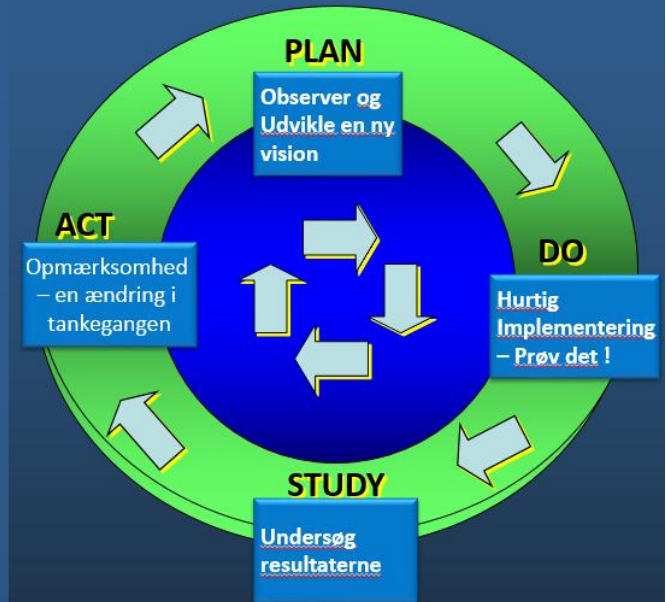 PLAN
Observer og
Udvikle en ny
vision
ACT
Opmærksomhed
– en ændring i
tankegangen
DO
Hurtig
Implementering
– Prøv det !
STUDY
Undersøg
resultaterne